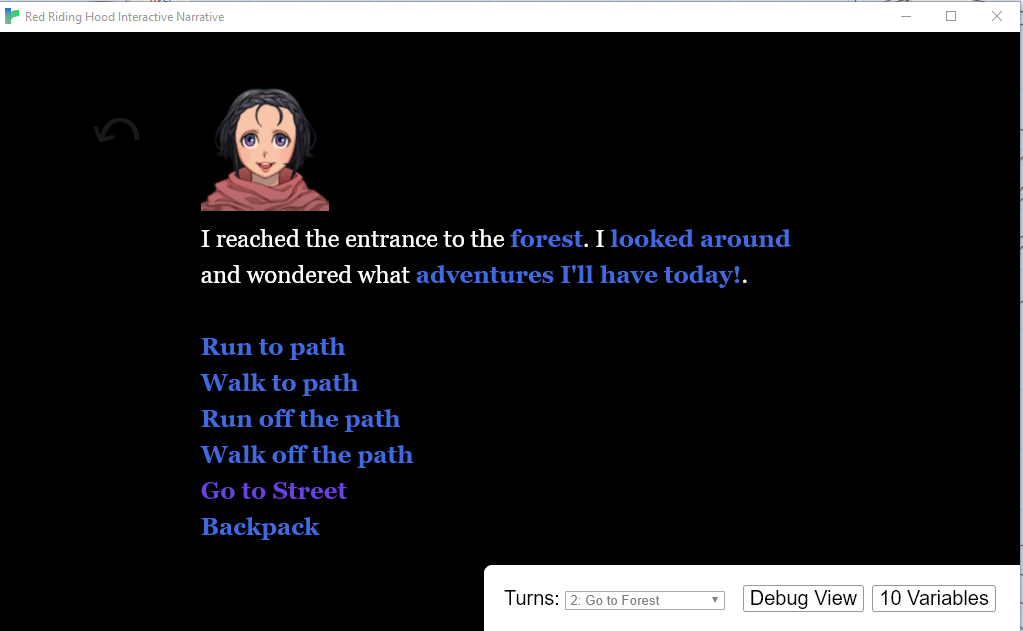 Red Riding Hood Interactive Narrative
I reached the entrance to the forest. I looked around
and wondered what adventures I'll have today!.
Run to path
Walk to path
Run off the path
Walk off the path
Go to Street
Backpack
Turns: 2: Go to Forest Debug View 10 Variables